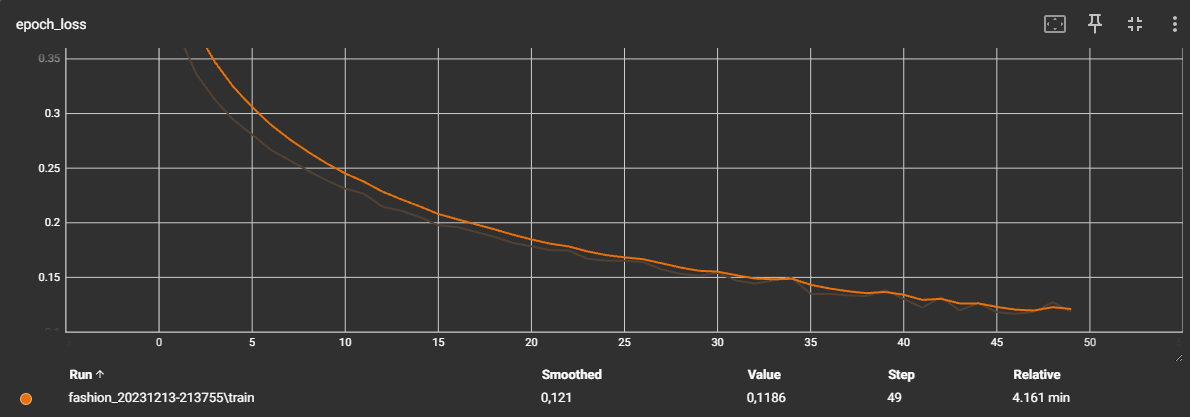 epoch_loss
0.35
0.3
0.25
0.2
0.15
0 5 10 15 20 25 30 35 40 45 50
Run ↑ Smoothed Value Step Relative
fashion_20231213-213755\train 0,121 0,1186 49 4.161 min